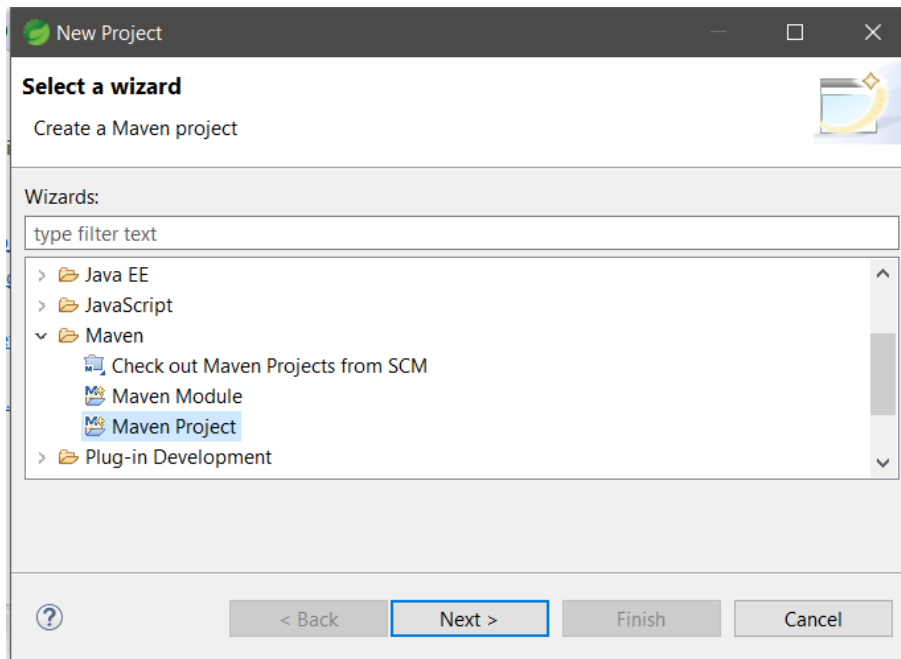 New Project
Select a wizard
Create a Maven project
Wizards:
type filter text
Java EE
JavaScript
Maven
Check out Maven Projects from SCM
Maven Module
Maven Project
Plug-in Development
< Back
Next >
Finish
Cancel